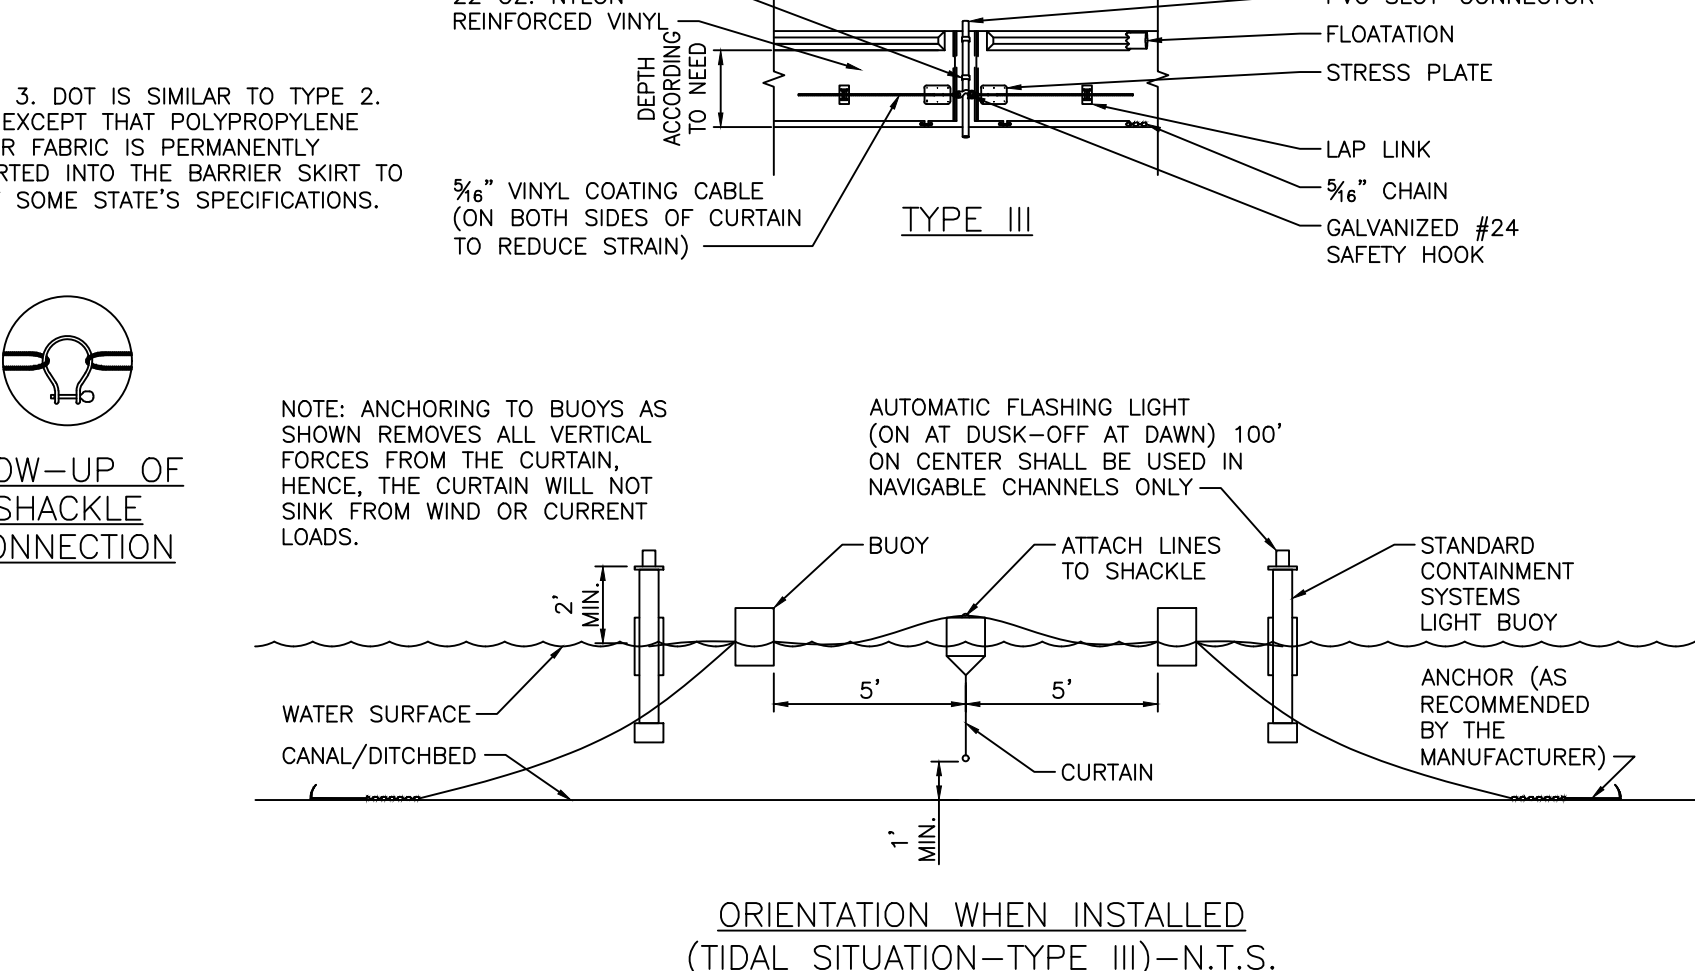 REINFORCED VINYL
FLOATATION
STRESS PLATE
DEPTH
ACCORDING
TO NEED
3. DOT IS SIMILAR TO TYPE 2.
EXCEPT THAT POLYPROPYLENE
FABRIC IS PERMANENTLY
INTO THE BARRIER SKIRT TO
SOME STATE'S SPECIFICATIONS.
LAP LINK
5/16" CHAIN
GALVANIZED #24
SAFETY HOOK
5/16" VINYL COATING CABLE
(ON BOTH SIDES OF CURTAIN
TO REDUCE STRAIN)
TYPE III
OF
SHACKLE
NOTE: ANCHORING TO BUOYS AS
SHOWN REMOVES ALL VERTICAL
FORCES FROM THE CURTAIN,
HENCE, THE CURTAIN WILL NOT
SINK FROM WIND OR CURRENT
LOADS.
AUTOMATIC FLASHING LIGHT
(ON AT DUSK-OFF AT DAWN) 100'
ON CENTER SHALL BE USED IN
NAVIGABLE CHANNELS ONLY
BUOY
ATTACH LINES
TO SHACKLE
STANDARD
CONTAINMENT
SYSTEMS
LIGHT BUOY
2'
MIN.
5'
5'
WATER SURFACE
CANAL/DITCHBED
ANCHOR (AS
RECOMMENDED
BY THE
MANUFACTURER)
CURTAIN
1'
MIN.
ORIENTATION WHEN INSTALLED
(TIDAL SITUATION-TYPE III)-N.T.S.